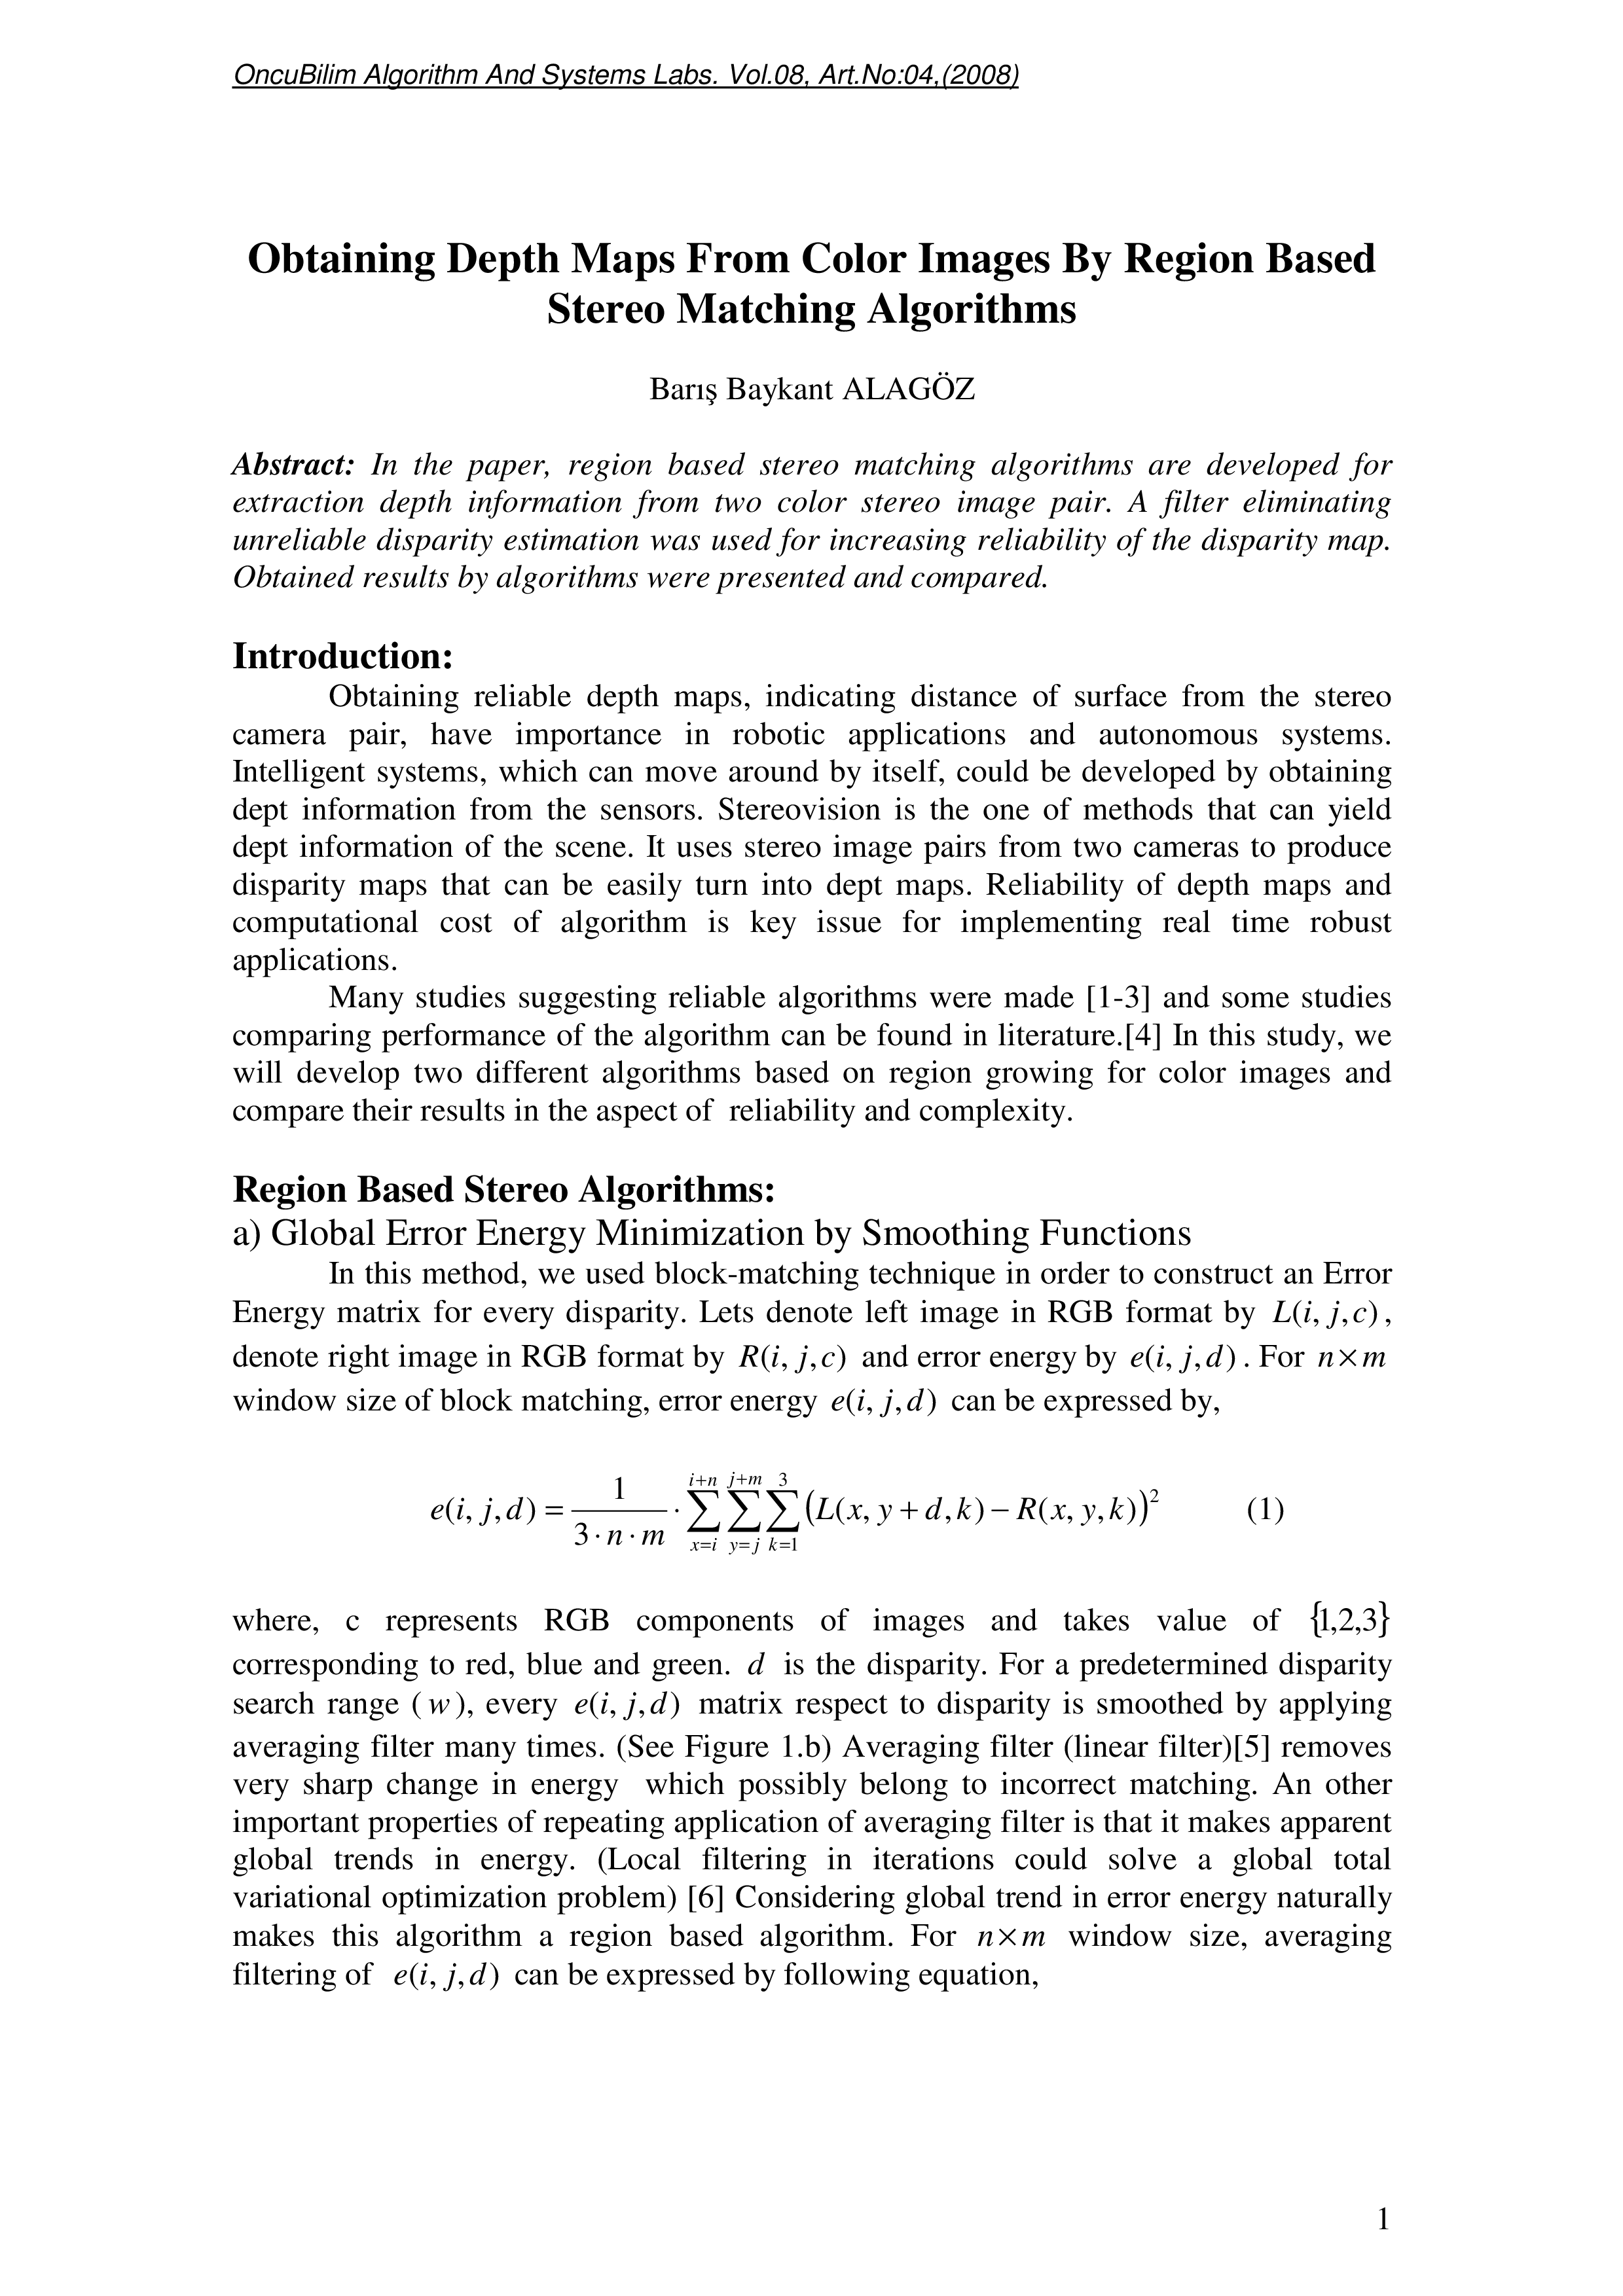 OncuBilim Algorithm And Systems Labs. Vol.08, Art.No:04,(2008)
Obtaining Depth Maps From Color Images By Region Based
Stereo Matching Algorithms
Barış Baykant ALAGÖZ
Abstract: In the paper, region based stereo matching algorithms are developed for
extraction depth information from two color stereo image pair. A filter eliminating
unreliable disparity estimation was used for increasing reliability of the disparity map.
Obtained results by algorithms were presented and compared.
Introduction:
Obtaining reliable depth maps, indicating distance of surface from the stereo
camera pair, have importance in robotic applications and autonomous systems.
Intelligent systems, which can move around by itself, could be developed by obtaining
dept information from the sensors. Stereovision is the one of methods that can yield
dept information of the scene. It uses stereo image pairs from two cameras to produce
disparity maps that can be easily turn into dept maps. Reliability of depth maps and
computational cost of algorithm is key issue for implementing real time robust
applications.
Many studies suggesting reliable algorithms were made [1-3] and some studies
comparing performance of the algorithm can be found in literature.[4] In this study, we
will develop two different algorithms based on region growing for color images and
compare their results in the aspect of reliability and complexity.
Region Based Stereo Algorithms:
a) Global Error Energy Minimization by Smoothing Functions
In this method, we used block-matching technique in order to construct an Error
Energy matrix for every disparity. Lets denote left image in RGB format by L(i, j,c),
denote right image in RGB format by R(i, j,c) and error energy by e(i, j,d). For n×m
window size of block matching, error energy e(i, j,d) can be expressed by,
e(i, j,d) = 1/(3·n·m) · ∑_{x=i}^{i+n} ∑_{y=j}^{j+m} ∑_{k=1}^{3} (L(x, y + d,k) − R(x, y,k))² (1)
where, c represents RGB components of images and takes value of {1,2,3}
corresponding to red, blue and green. d is the disparity. For a predetermined disparity
search range (w), every e(i, j,d) matrix respect to disparity is smoothed by applying
averaging filter many times. (See Figure 1.b) Averaging filter (linear filter)[5] removes
very sharp change in energy which possibly belong to incorrect matching. An other
important properties of repeating application of averaging filter is that it makes apparent
global trends in energy. (Local filtering in iterations could solve a global total
variational optimization problem) [6] Considering global trend in error energy naturally
makes this algorithm a region based algorithm. For n×m window size, averaging
filtering of e(i, j,d) can be expressed by following equation,
1